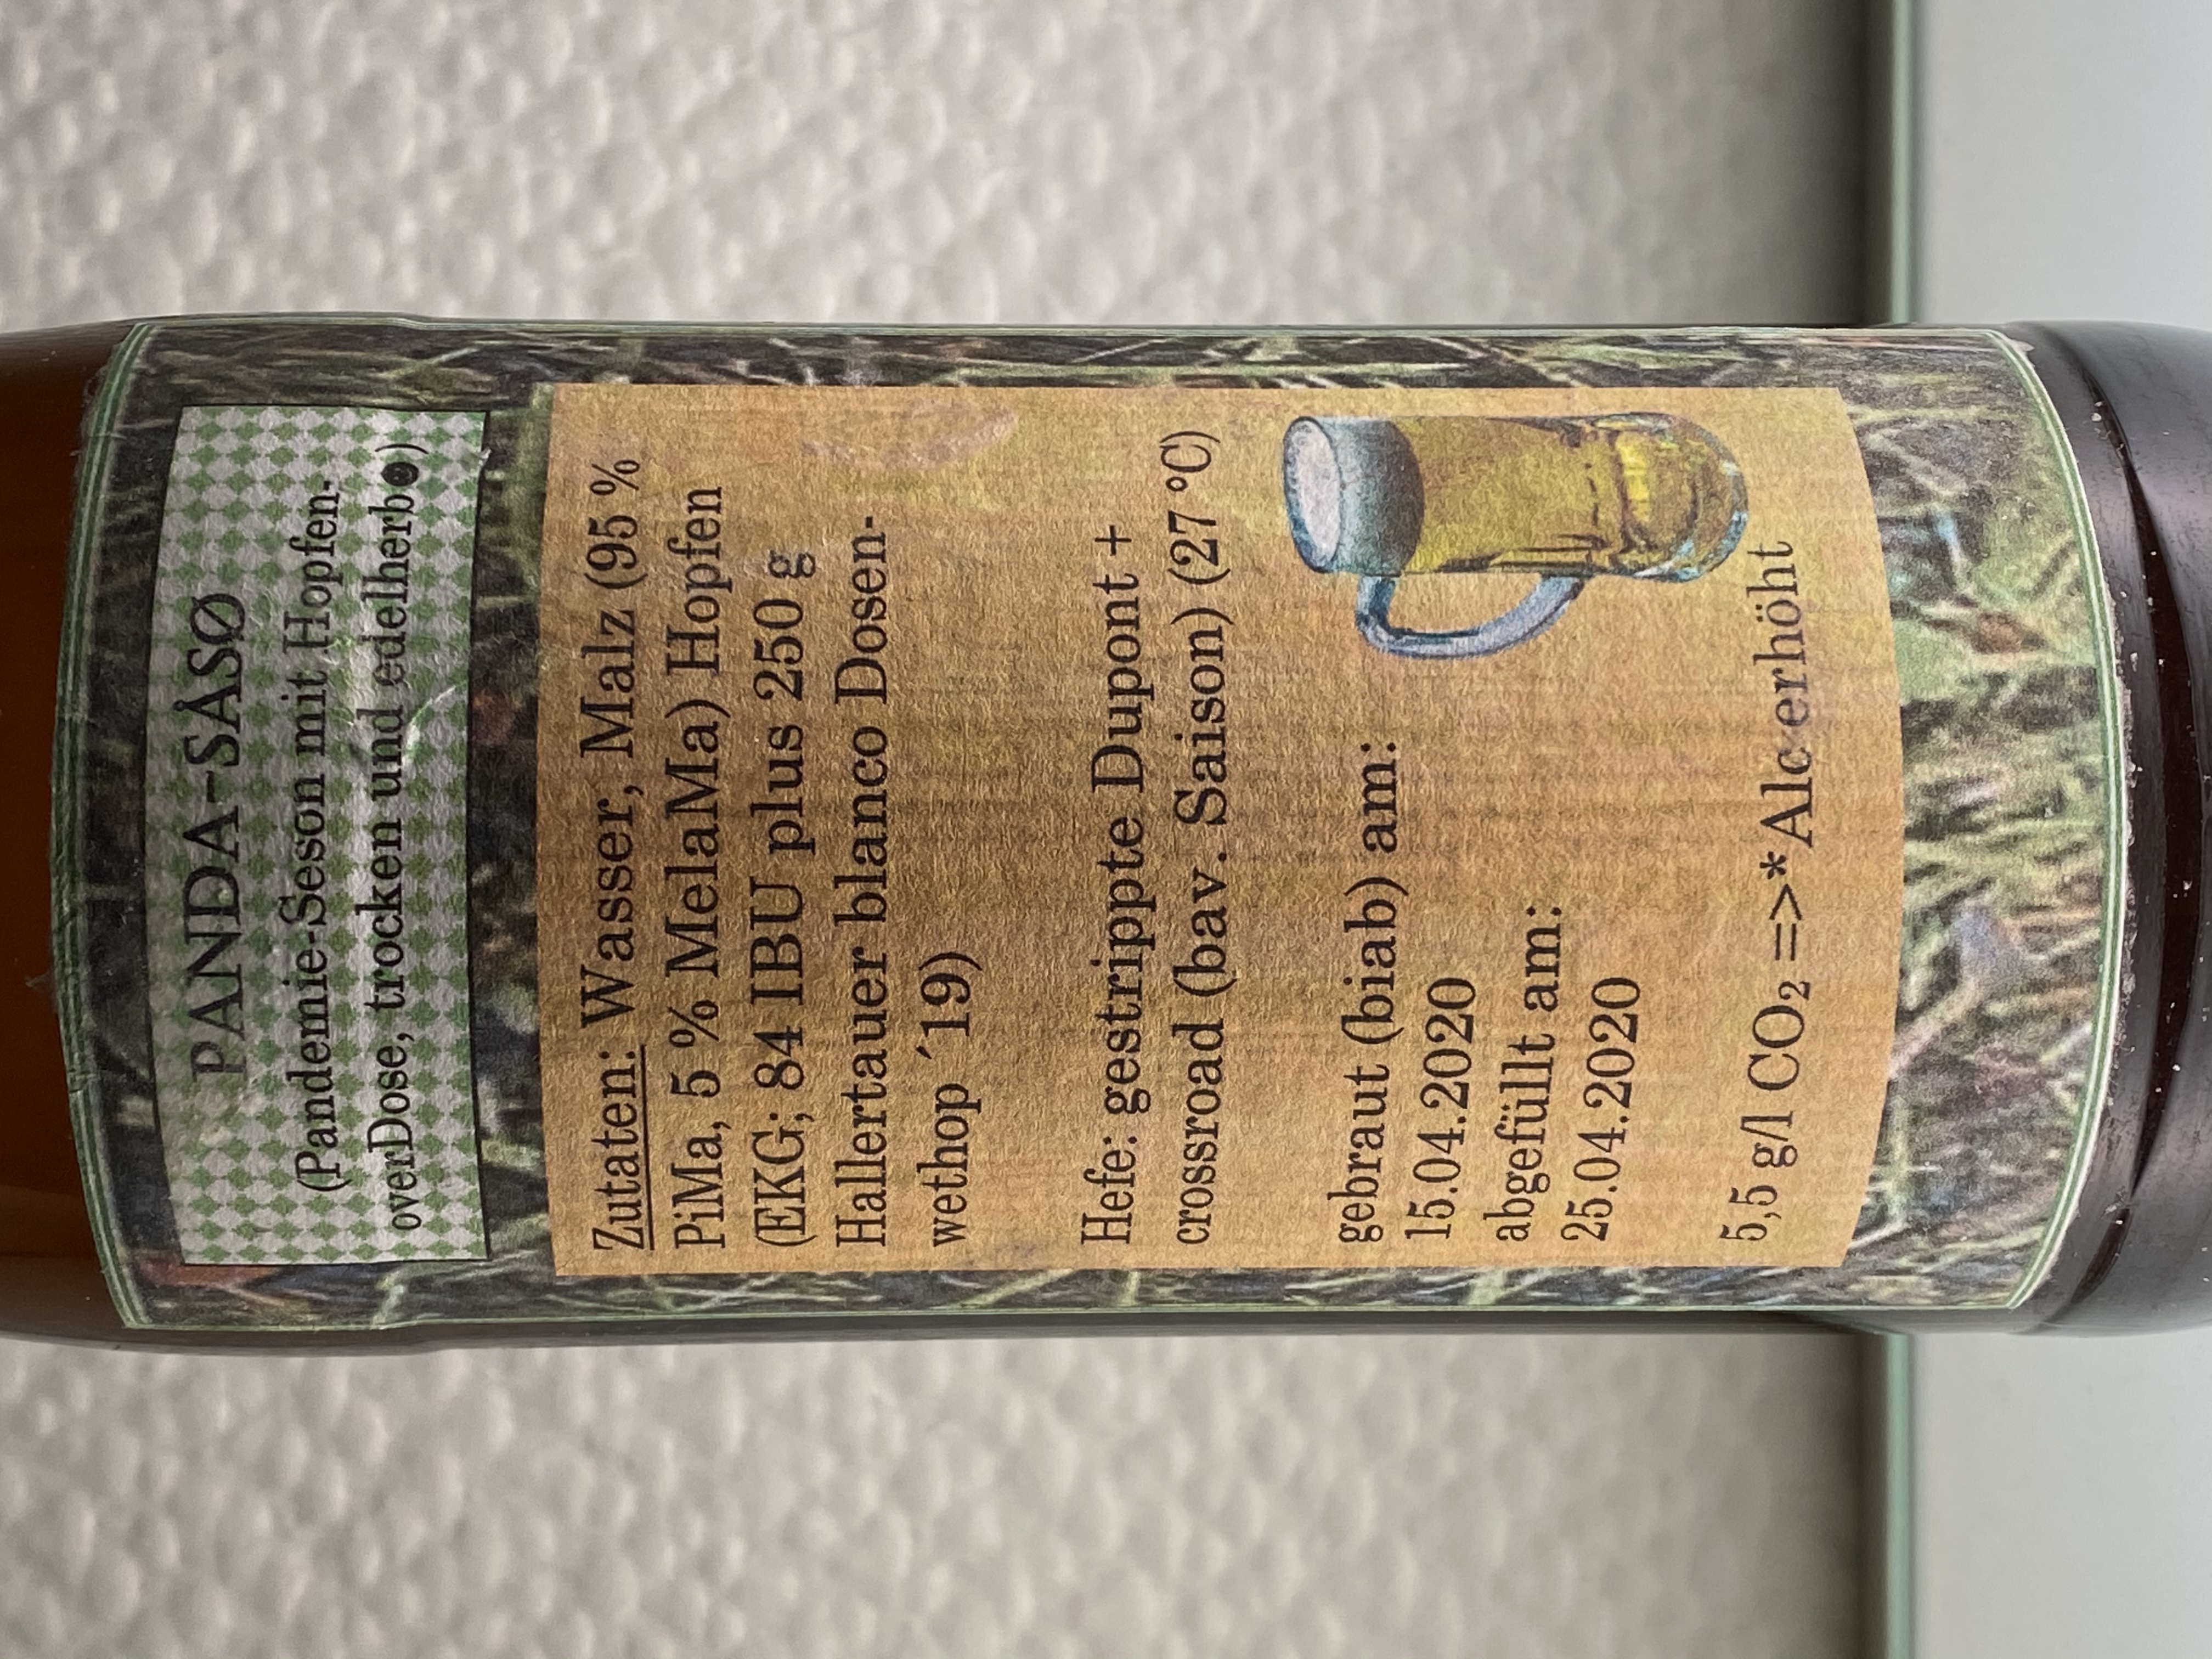 PANDA-SÅSØ
(Pandemie-Seson mit Hopfen-
overDose, trocken und edelherb☻)
Zutaten: Wasser, Malz (95 %
PiMa, 5 % MelaMa) Hopfen
(EKG; 84 IBU plus 250 g
Hallertauer blanco Dosen-
wethop ´19)
Hefe: gestrippte Dupont +
crossroad (bav. Saison) (27 °C)
gebraut (biab) am:
15.04.2020
abgefüllt am:
25.04.2020
5,5 g/l CO₂ =>*Alc erhöht